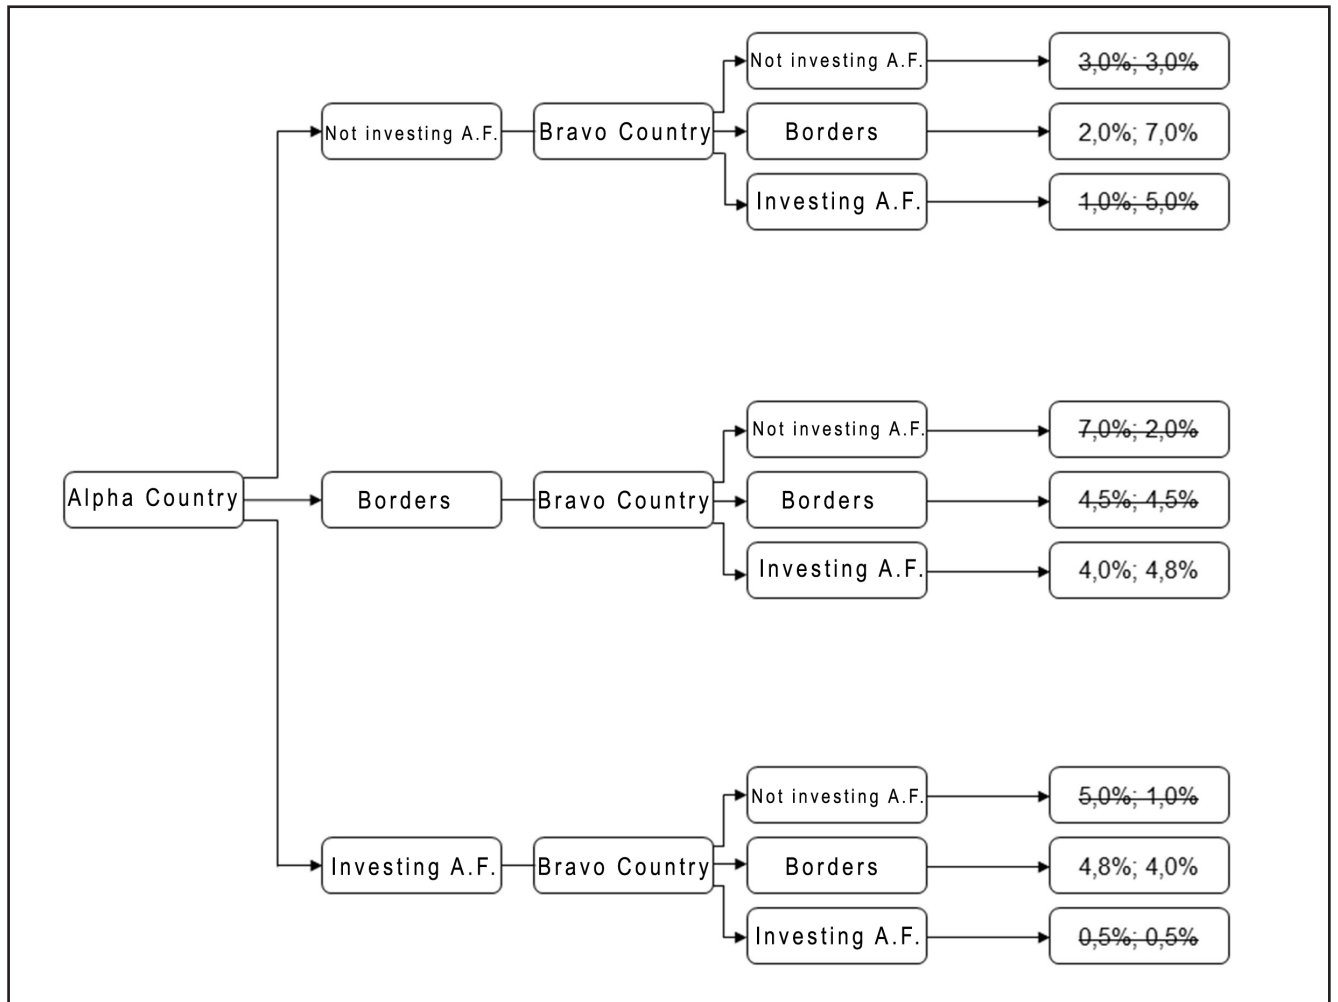 Not investing A.F.
3,0%; 3,0%
Not investing A.F.
Bravo Country
Borders
2,0%; 7,0%
Investing A.F.
1,0%; 5,0%
Not investing A.F.
7,0%; 2,0%
Alpha Country
Borders
Bravo Country
Borders
4,5%; 4,5%
Investing A.F.
4,0%; 4,8%
Not investing A.F.
5,0%; 1,0%
Investing A.F.
Bravo Country
Borders
4,8%; 4,0%
Investing A.F.
0,5%; 0,5%